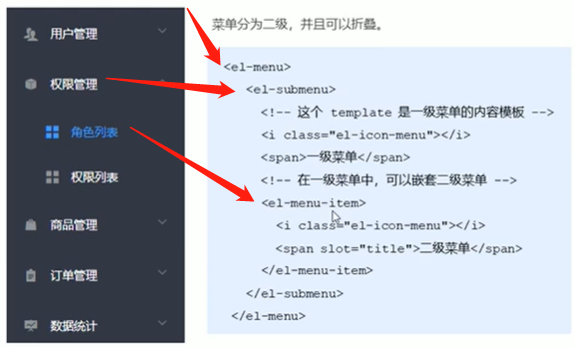 用户管理
权限管理
角色列表
权限列表
商品管理
订单管理
数据统计
菜单分为二级，并且可以折叠。
<el-menu>
<el-submenu>
<!-- 这个 template 是一级菜单的内容模板 -->
<i class="el-icon-menu"></i>
<span>一级菜单</span>
<!-- 在一级菜单中，可以嵌套二级菜单 -->
<el-menu-item>
<i class="el-icon-menu"></i>
<span slot="title">二级菜单</span>
</el-menu-item>
</el-submenu>
</el-menu>